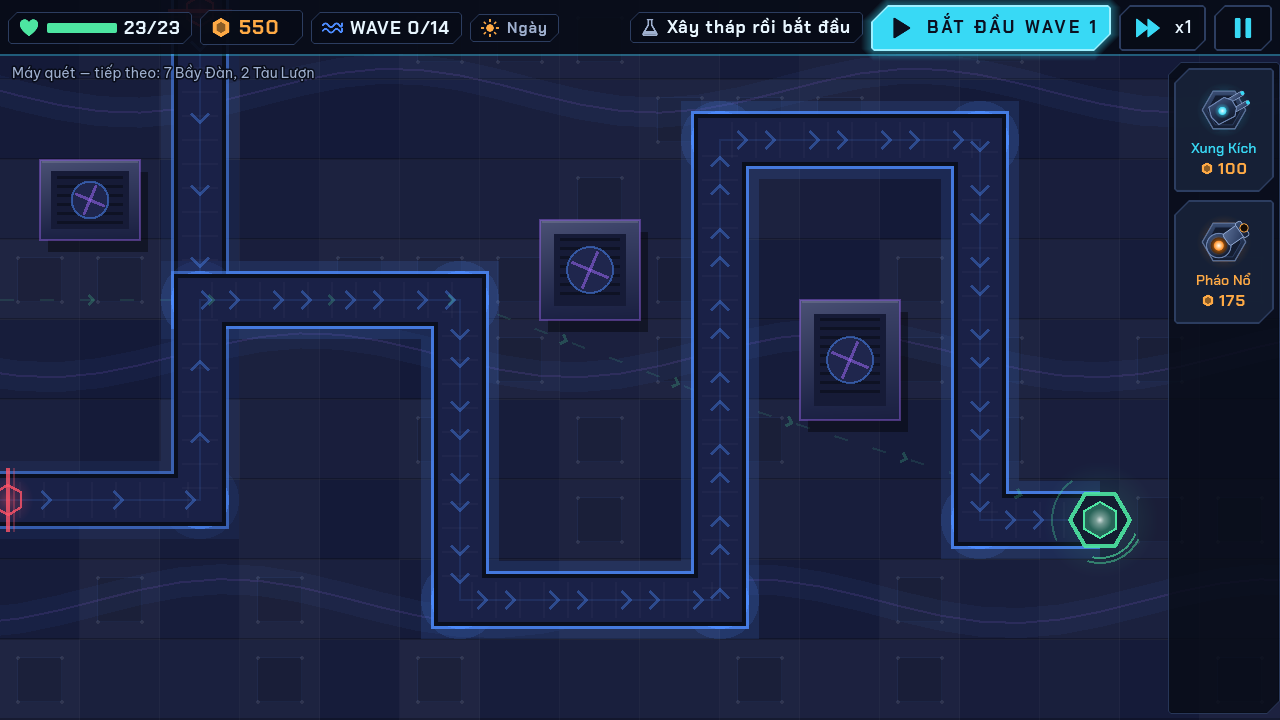 23/23
550
WAVE 0/14
Ngày
Xây tháp rồi bắt đầu
BẮT ĐẦU WAVE 1
x1
Máy quét — tiếp theo: 7 Bầy Đàn, 2 Tàu Lượn
Xung Kích
100
Pháo Nổ
175